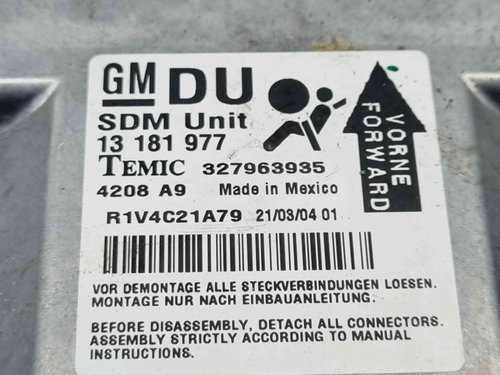 GM DU
SDM Unit
13 181 977
TEMIC 327963935
4208 A9 Made in Mexico
R1V4C21A79 21/03/04 01
VORNE
FORWARD
VOR DEMONTAGE ALLE STECKVERBINDUNGEN LOESEN.
MONTAGE NUR NACH EINBAUANLEITUNG.
BEFORE DISASSEMBLY, DETACH ALL CONNECTORS.
ASSEMBLY STRICTLY ACCORDING TO MANUAL
INSTRUCTIONS.